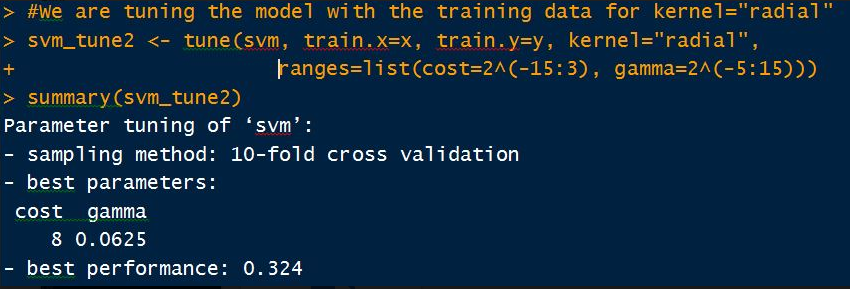 > #We are tuning the model with the training data for kernel="radial"
> svm_tune2 <- tune(svm, train.x=x, train.y=y, kernel="radial",
+                       ranges=list(cost=2^(-15:3), gamma=2^(-5:15)))
> summary(svm_tune2)
Parameter tuning of ‘svm’:
- sampling method: 10-fold cross validation
- best parameters:
 cost  gamma
    8 0.0625
- best performance: 0.324